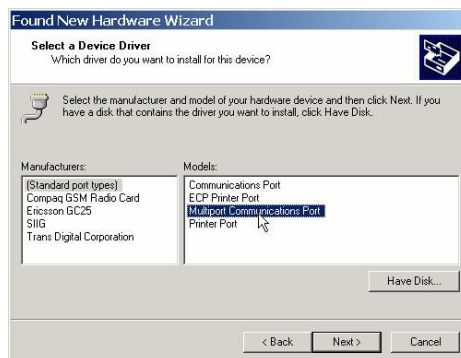 Found New Hardware Wizard
Select a Device Driver
Which driver do you want to install for this device?
Select the manufacturer and model of your hardware device and then click Next. If you
have a disk that contains the driver you want to install, click Have Disk.
Manufacturers:
(Standard port types)
Compaq GSM Radio Card
Ericsson GC25
SIIG
Trans Digital Corporation
Models:
Communications Port
ECP Printer Port
Multiport Communications Port
Printer Port
Have Disk...
< Back
Next >
Cancel